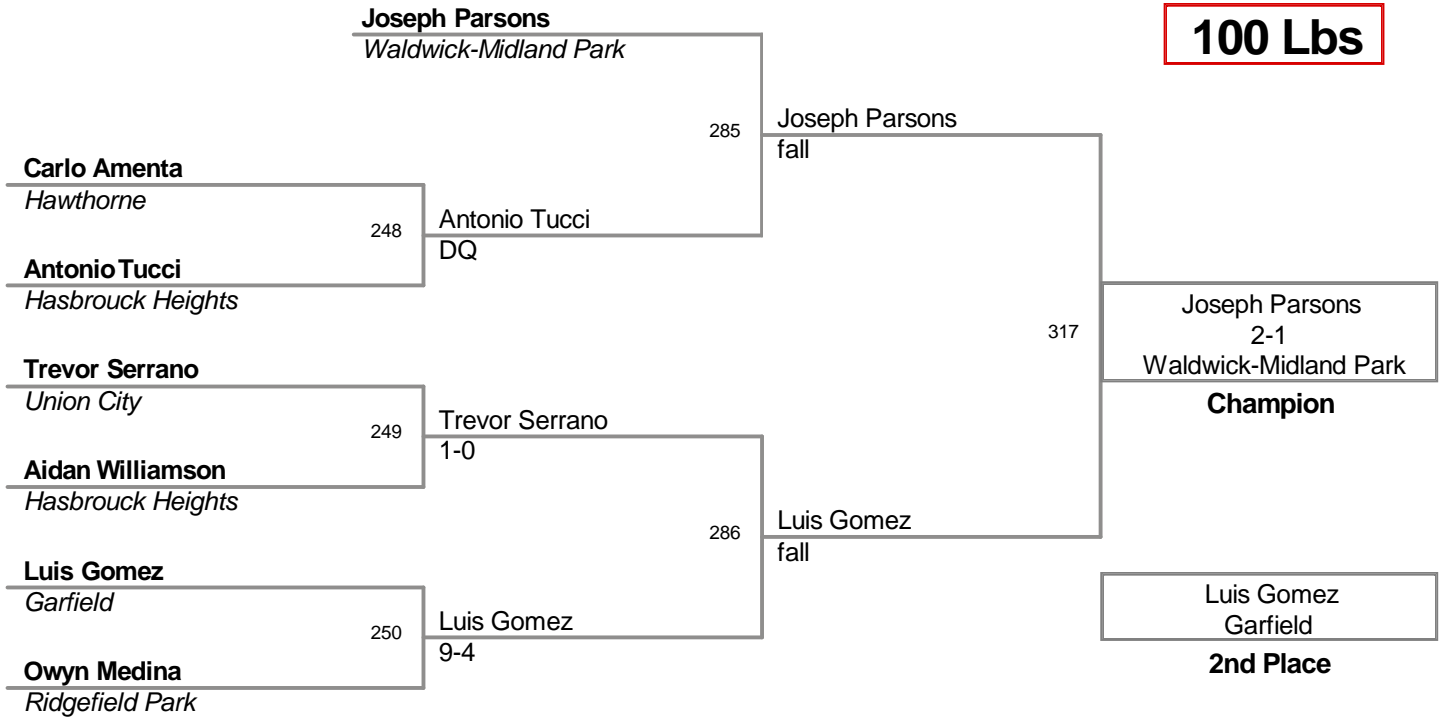 Joseph Parsons
Waldwick-Midland Park
100 Lbs
285
Joseph Parsons
fall
Carlo Amenta
Hawthorne
248
Antonio Tucci
DQ
Antonio Tucci
Hasbrouck Heights
317
Joseph Parsons
2-1
Waldwick-Midland Park
Champion
Trevor Serrano
Union City
249
Trevor Serrano
1-0
Aidan Williamson
Hasbrouck Heights
286
Luis Gomez
fall
Luis Gomez
Garfield
250
Luis Gomez
9-4
Owyn Medina
Ridgefield Park
Luis Gomez
Garfield
2nd Place